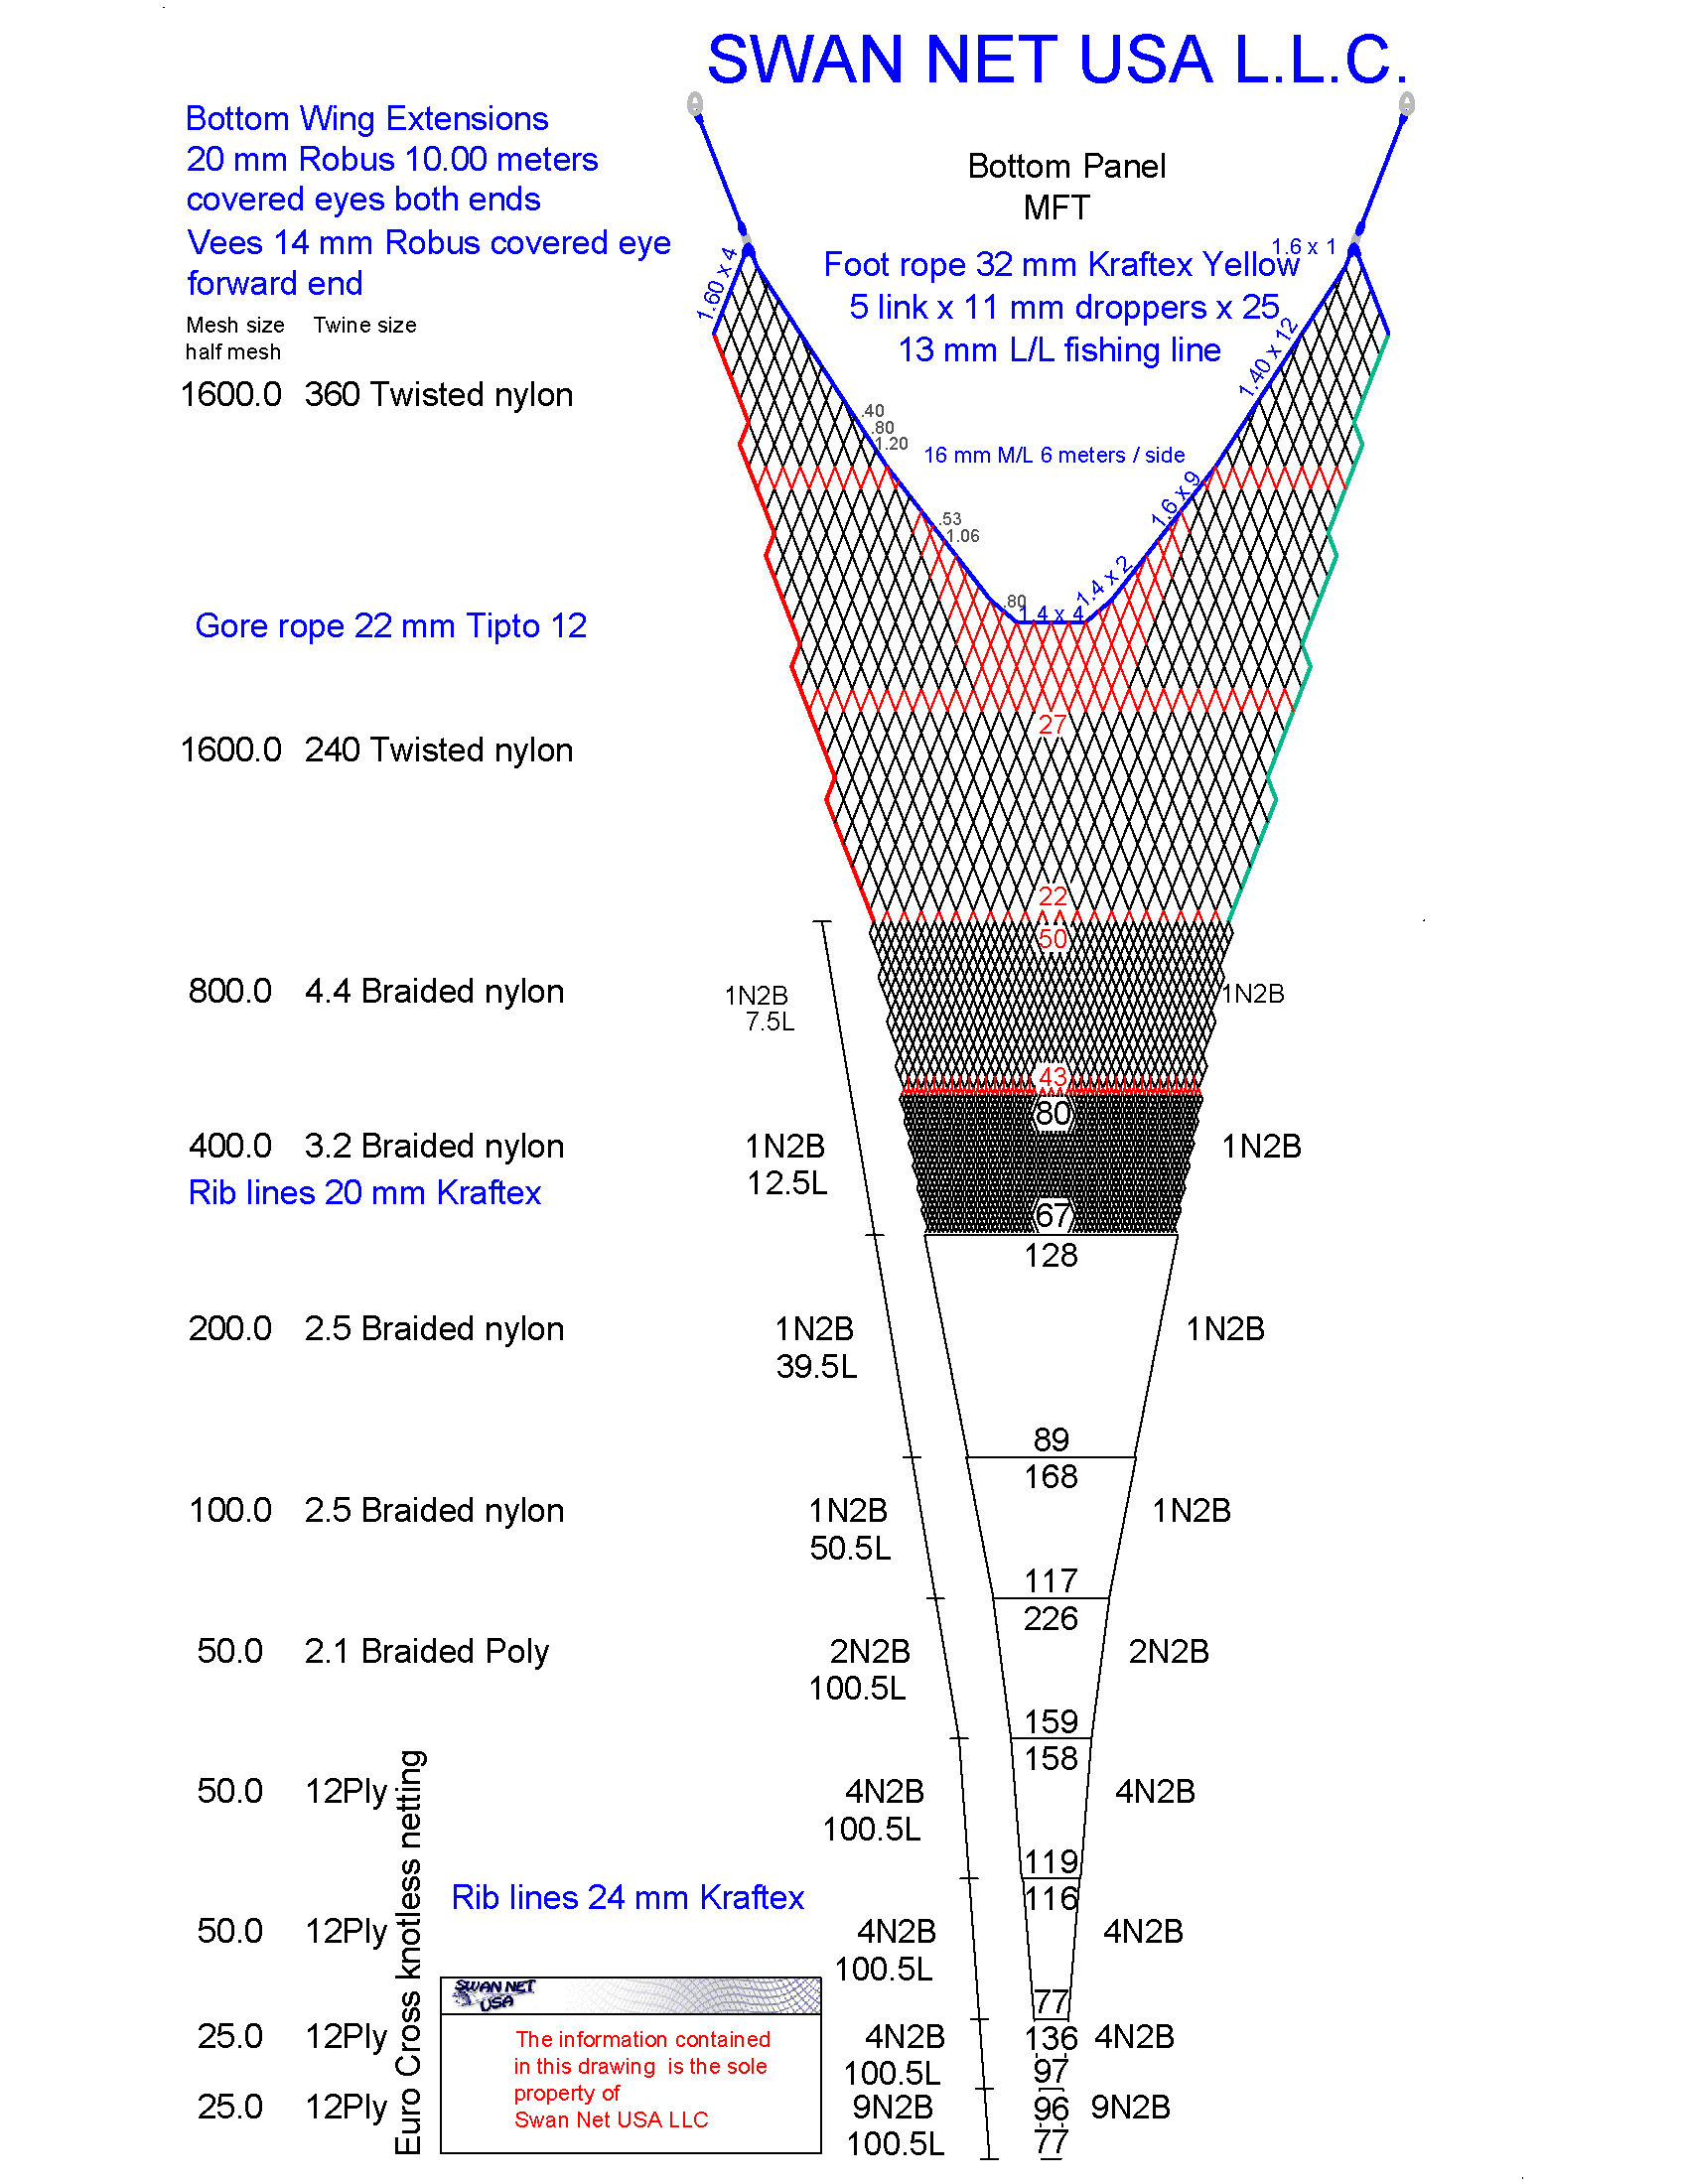 SWAN NET USA L.L.C.
Bottom Wing Extensions
20 mm Robus 10.00 meters
covered eyes both ends
Vees 14 mm Robus covered eye
forward end
Mesh size Twine size
half mesh
Bottom Panel
MFT
Foot rope 32 mm Kraftex Yellow
5 link x 11 mm droppers x 25
13 mm L/L fishing line
1.60 x 4
1.6 x 1
1.40 x 12
1600.0 360 Twisted nylon
.40
.80
1.20
16 mm M/L 6 meters / side
1.6 x 9
.53
1.06
1.4 x 2
.80
1.4 x 4
Gore rope 22 mm Tipto 12
27
1600.0 240 Twisted nylon
22
50
800.0 4.4 Braided nylon
1N2B
7.5L
1N2B
43
80
400.0 3.2 Braided nylon
1N2B
12.5L
1N2B
Rib lines 20 mm Kraftex
67
128
200.0 2.5 Braided nylon
1N2B
39.5L
1N2B
89
168
100.0 2.5 Braided nylon
1N2B
50.5L
1N2B
117
226
50.0 2.1 Braided Poly
2N2B
100.5L
2N2B
159
158
50.0 12Ply
4N2B
100.5L
4N2B
119
116
Euro Cross knotless netting
Rib lines 24 mm Kraftex
50.0 12Ply
4N2B
100.5L
4N2B
77
136
25.0 12Ply
4N2B
100.5L
4N2B
97
96
25.0 12Ply
9N2B
100.5L
9N2B
77
SWAN NET
USA
The information contained
in this drawing is the sole
property of
Swan Net USA LLC